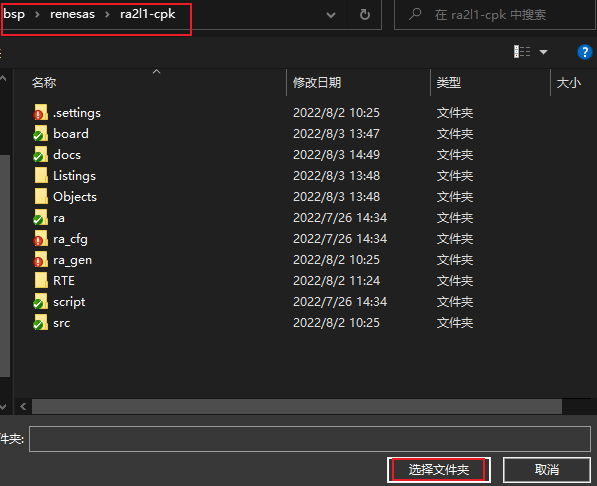 bsp > renesas > ra2l1-cpk
在 ra2l1-cpk 中搜索
名称 修改日期 类型 大小
.settings 2022/8/2 10:25 文件夹
board 2022/8/3 13:47 文件夹
docs 2022/8/3 14:49 文件夹
Listings 2022/8/3 13:48 文件夹
Objects 2022/8/3 13:48 文件夹
ra 2022/7/26 14:34 文件夹
ra_cfg 2022/7/26 14:34 文件夹
ra_gen 2022/8/2 10:25 文件夹
RTE 2022/8/2 11:24 文件夹
script 2022/7/26 14:34 文件夹
src 2022/8/2 10:25 文件夹
件夹:
选择文件夹 取消